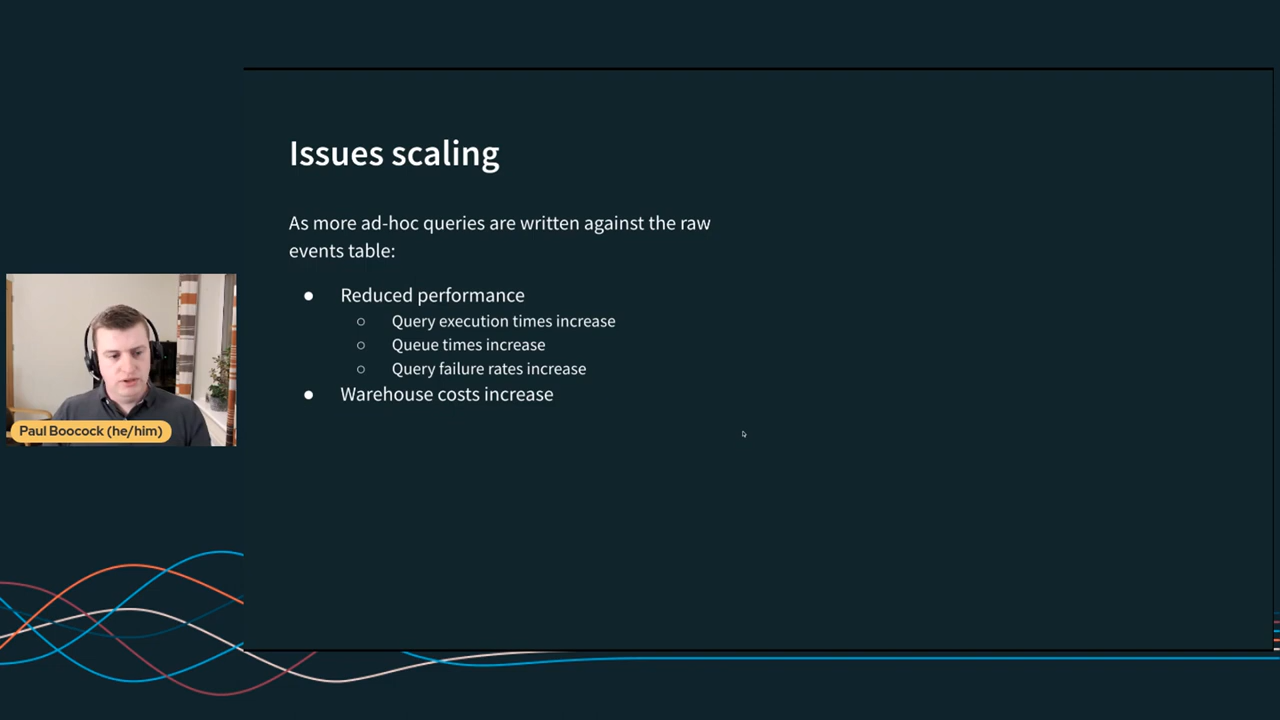 Issues scaling
As more ad-hoc queries are written against the raw
events table:
● Reduced performance
○ Query execution times increase
○ Queue times increase
○ Query failure rates increase
● Warehouse costs increase
Paul Boocock (he/him)